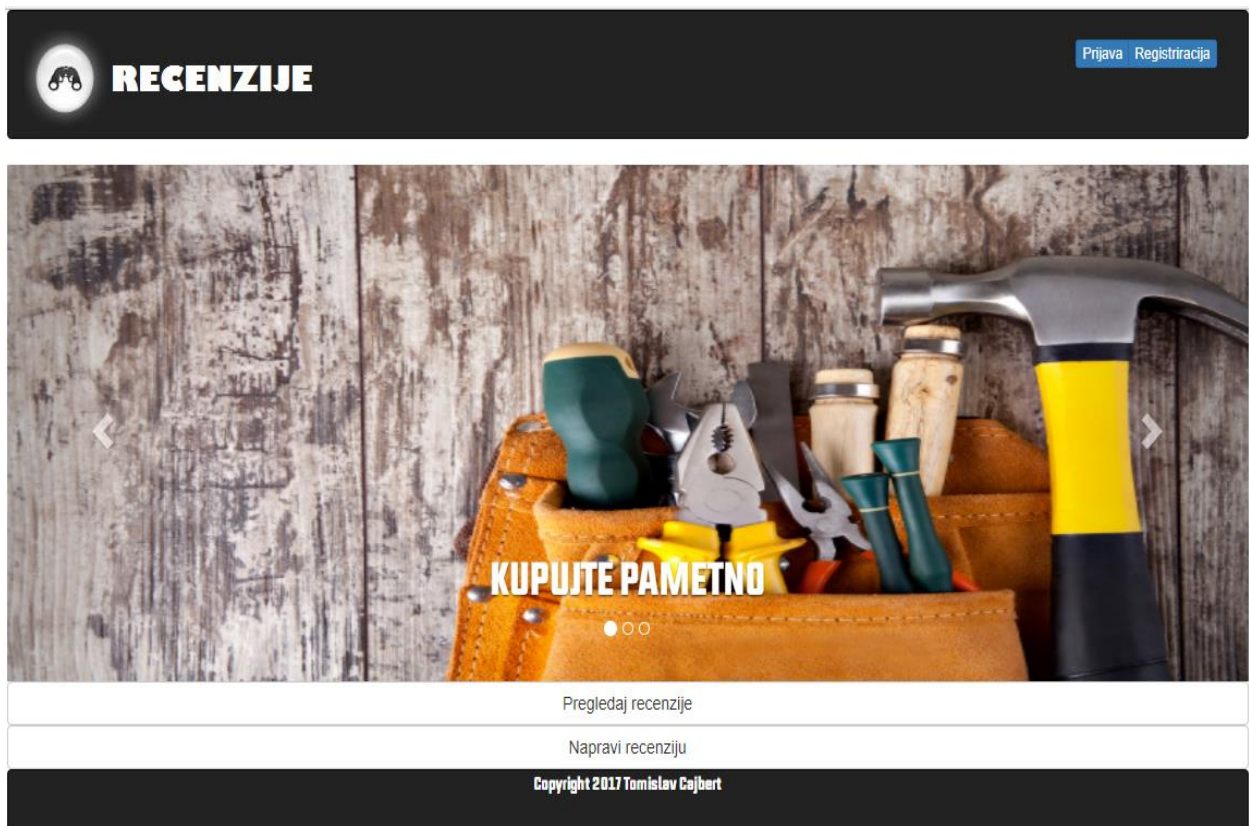 RECENZIJE
Prijava Registriracija
KUPUJTE PAMETNO
Pregledaj recenzije
Napravi recenziju
Copyright 2017 Tomislav Cajbert